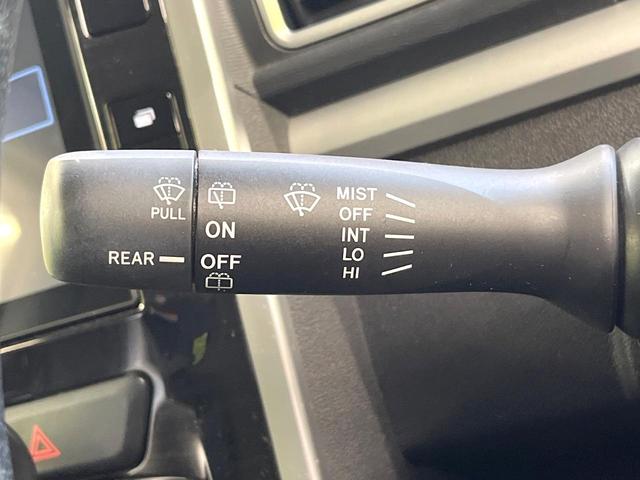 PULL
REAR
ON
OFF
MIST
OFF
INT
LO
HI